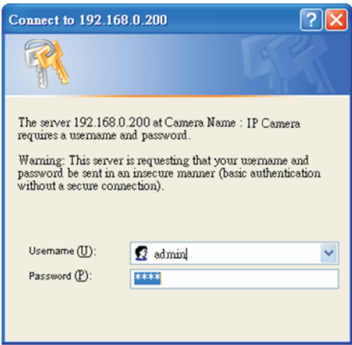 Connect to 192.168.0.200
The server 192.168.0.200 at Camera Name : IP Camera
requires a username and password.
Warning: This server is requesting that your username and
password be sent in an insecure manner (basic authentication
without a secure connection).
Username (U):
admin
Password (P):
****